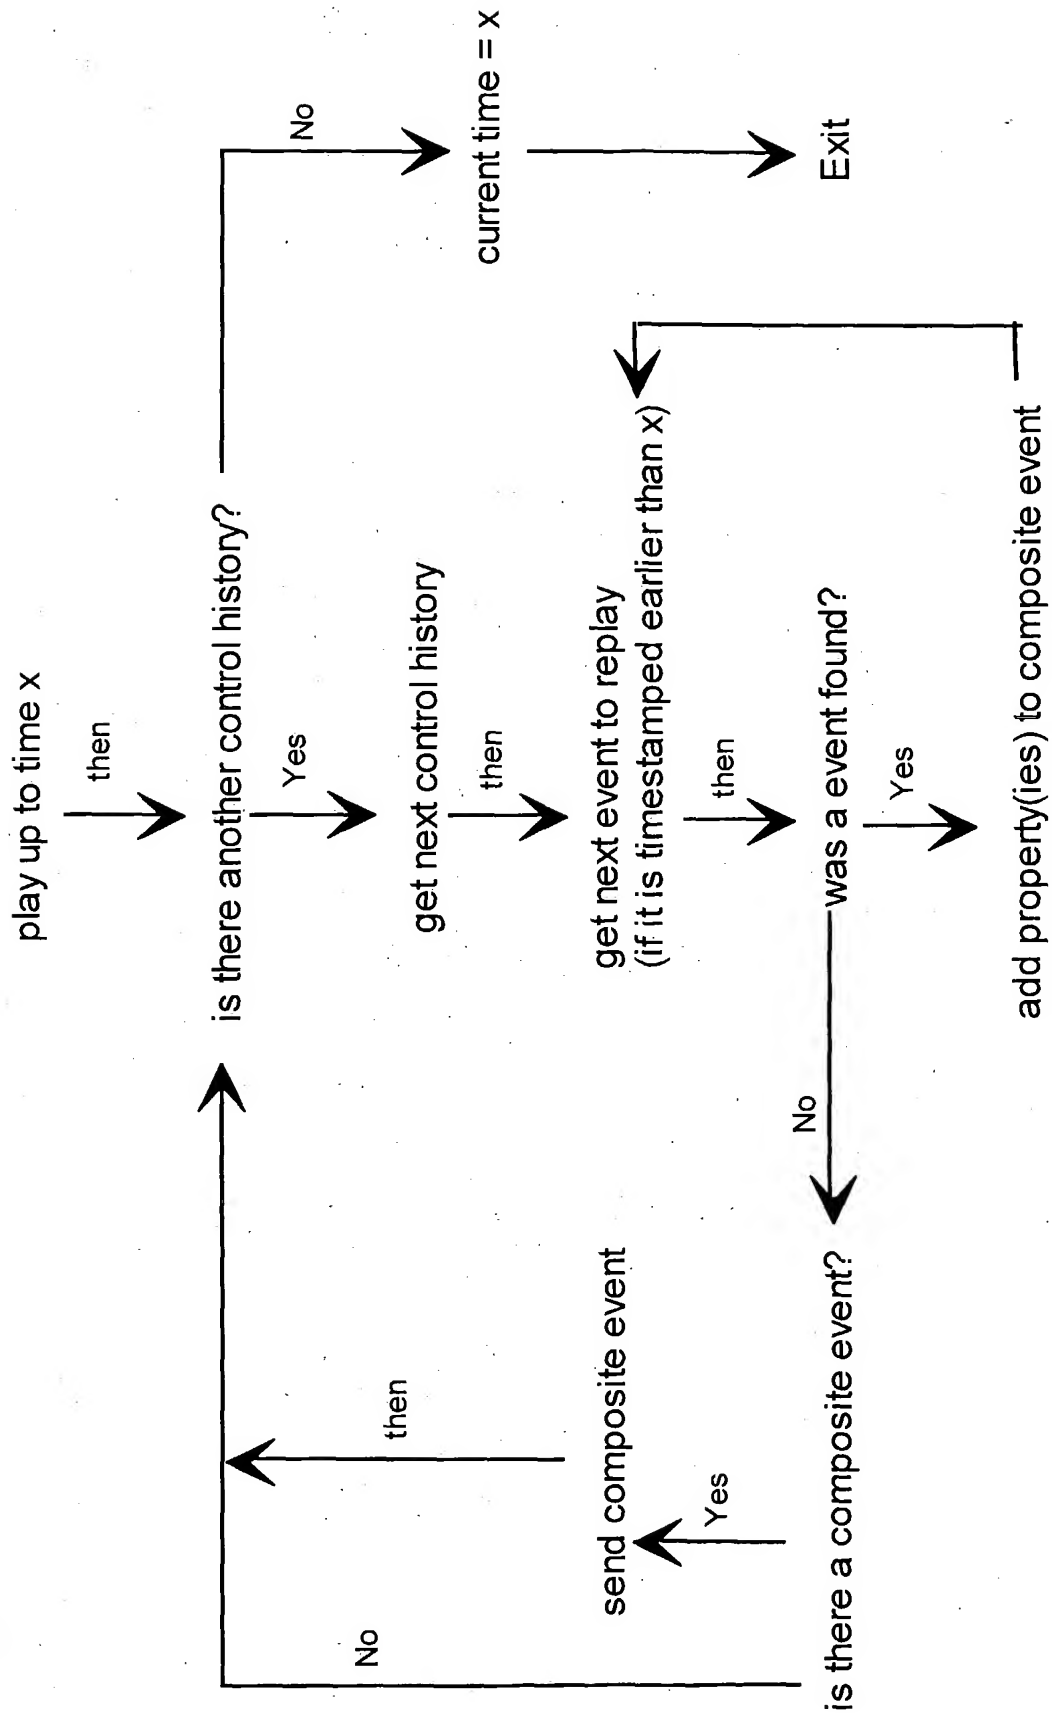 play up to time x
then
is there another control history?
No
Yes
current time = x
get next control history
then
Exit
get next event to replay
(if it is timestamped earlier than x)
then
was a event found?
Yes
No
add property(ies) to composite event
is there a composite event?
Yes
send composite event
then
No